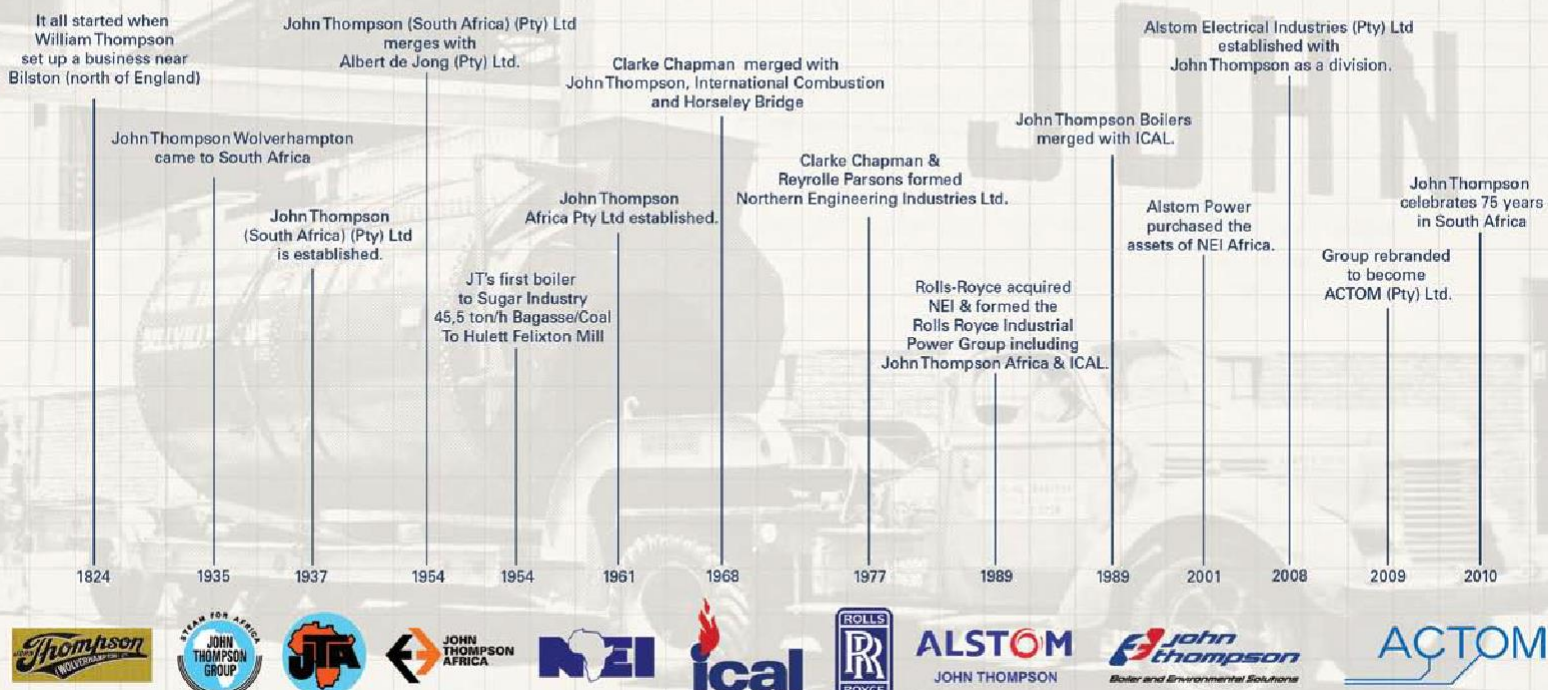 It all started when
William Thompson
set up a business near
Bilston (north of England)
John Thompson Wolverhampton
came to South Africa
John Thompson
(South Africa) (Pty) Ltd
is established.
John Thompson (South Africa) (Pty) Ltd
merges with
Albert de Jong (Pty) Ltd.
JT's first boiler
to Sugar Industry
45,5 ton/h Bagasse/Coal
To Hulett Felixton Mill
John Thompson
Africa Pty Ltd established.
Clarke Chapman merged with
John Thompson, International Combustion
and Horseley Bridge
Clarke Chapman &
Reyrolle Parsons formed
Northern Engineering Industries Ltd.
Rolls-Royce acquired
NEI & formed the
Rolls Royce Industrial
Power Group including
John Thompson Africa & ICAL.
John Thompson Boilers
merged with ICAL.
Alstom Power
purchased the
assets of NEI Africa.
Alstom Electrical Industries (Pty) Ltd
established with
John Thompson as a division.
Group rebranded
to become
ACTOM (Pty) Ltd.
John Thompson
celebrates 75 years
in South Africa
JOHN
1824 1935 1937 1954 1954 1961 1968 1977 1989 1989 2001 2008 2009 2010
John Thompson
WOLVERHAMPTON
STEAM FOR AFRICA
JOHN
THOMPSON
GROUP
JTA
JOHN
THOMPSON
AFRICA
NEI
ical
ROLLS
RR
ROYCE
ALSTOM
JOHN THOMPSON
john
thompson
Boiler and Environmental Solutions
ACTOM